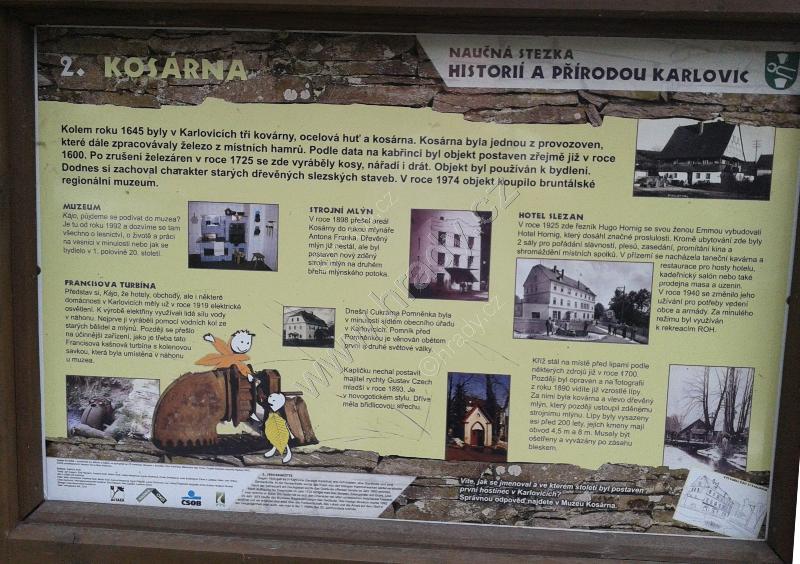 2. KOSÁRNA
NAUČNÁ STEZKA
HISTORIÍ A PŘÍRODOU KARLOVIC
Kolem roku 1645 byly v Karlovicích tři kovárny, ocelová huť a kosárna. Kosárna byla jednou z provozoven,
které dále zpracovávaly železo z místních hamrů. Podle data na kabřinci byl objekt postaven zřejmě již v roce
1600. Po zrušení železáren v roce 1725 se zde vyráběly kosy, nářadí i drát. Objekt byl používán k bydlení.
Dodnes si zachoval charakter starých dřevěných slezských staveb. V roce 1974 objekt koupilo bruntálské
regionální muzeum.
MUZEUM
Kájo, půjdeme se podívat do muzea?
Je tu od roku 1992 a dozvíme se tam
všechno o lesnictví, o životě a práci
na vesnici v minulosti nebo jak se
bydlelo v 1. polovině 20. století.
FRANCISOVA TURBÍNA
Představ si, Kájo, že hotely, obchody, ale i některé
domácnosti v Karlovicích měly už v roce 1919 elektrické
osvětlení. K výrobě elektřiny využívali lidé sílu vody
v náhonu. Nejprve ji vyráběli pomocí vodních kol ze
starých bělidel a mlýnů. Později se přešlo
na účinnější zařízení, jako je třeba tato
Francisova kašnová turbína s kolenovou
savkou, která byla umístěna v náhonu
u muzea.
STROJNÍ MLÝN
V roce 1898 přešel areál
Kosárny do rukou mlynáře
Antona Franka. Dřevěný
mlýn již nestál, ale byl
postaven nový zděný
strojní mlýn na druhém
břehu mlýnského potoka.
Dnešní Cukrárna Pomněnka byla
v minulosti sídlem obecního úřadu
v Karlovicích. Pomník před
Pomněnkou je věnován obětem
první a druhé světové války.
Kapličku nechal postavit
majitel rychty Gustav Czech
mladší v roce 1893. Je
v novogotickém stylu. Dříve
měla břidlicovou střechu.
HOTEL SLEZAN
V roce 1925 zde řezník Hugo Hornig se svou ženou Emmou vybudovali
Hotel Hornig, který dosáhl značné proslulosti. Kromě ubytování zde byly
2 sály pro pořádání slavností, plesů, zasedání, promítání kina a
shromáždění místních spolků. V přízemí se nacházela taneční kavárna a
restaurace pro hosty hotelu,
kadeřnický salón nebo také
prodejna masa a uzenin.
V roce 1940 se změnilo jeho
užívání pro potřeby vedení
obce a armády. Za minulého
režimu byl využíván
k rekreacím ROH.
Kříž stál na místě před lípami podle
některých zdrojů již v roce 1700.
Později byl opraven a na fotografii
z roku 1890 vidíte již vzrostlé lípy.
Za nimi byla kovárna a vlevo dřevěný
mlýn, který později ustoupil zděnému
strojnímu mlýnu. Lípy byly vysazeny
asi před 200 lety, jejich kmeny mají
obvod 4,5 m a 8 m. Musely být
ošetřeny a vyvázány po zásahu
bleskem.
Víte, jak se jmenoval a ve kterém století byl postaven
první hostinec v Karlovicích?
Správnou odpověď najdete v Muzeu Kosárna.
ČSOB
www.hrady.cz
©hrady.cz